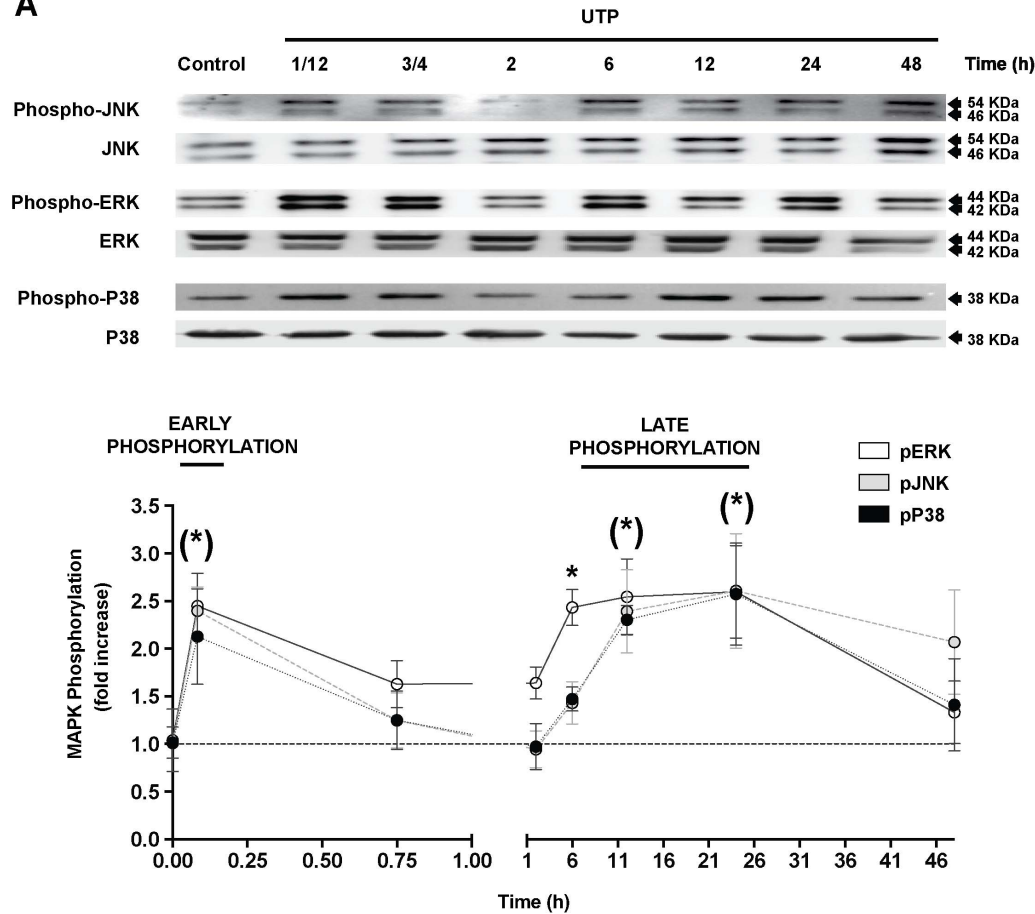 A
UTP
Control 1/12 3/4 2 6 12 24 48 Time (h)
Phospho-JNK 54 KDa
46 KDa
JNK 54 KDa
46 KDa
Phospho-ERK 44 KDa
42 KDa
ERK 44 KDa
42 KDa
Phospho-P38 38 KDa
P38 38 KDa
EARLY
PHOSPHORYLATION
LATE
PHOSPHORYLATION
pERK
pJNK
pP38
MAPK Phosphorylation
(fold increase)
3.5
3.0
2.5
2.0
1.5
1.0
0.5
0.0
(*)
*
(*)
(*)
0.00 0.25 0.50 0.75 1.00 1 6 11 16 21 26 31 36 41 46
Time (h)